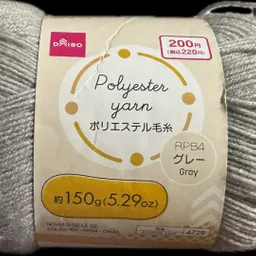 DAISO
200円
(税込220円)
Polyester
yarn
ポリエステル毛糸
RPB4
グレー
Gray
約150g(5.29oz)
4729